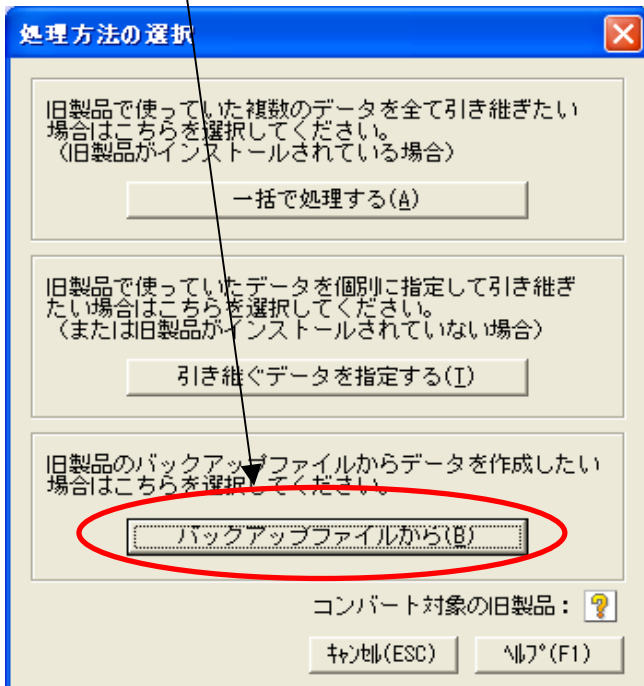 処理方法の選択
旧製品で使っていた複数のデータを全て引き継ぎたい
場合はこちらを選択してください。
（旧製品がインストールされている場合）
一括で処理する(A)
旧製品で使っていたデータを個別に指定して引き継ぎ
たい場合はこちらを選択してください。
（または旧製品がインストールされていない場合）
引き継ぐデータを指定する(I)
旧製品のバックアップファイルからデータを作成したい
場合はこちらを選択してください。
バックアップファイルから(B)
コンバート対象の旧製品：
ｷｬﾝｾﾙ(ESC)
ﾍﾙﾌﾟ(F1)